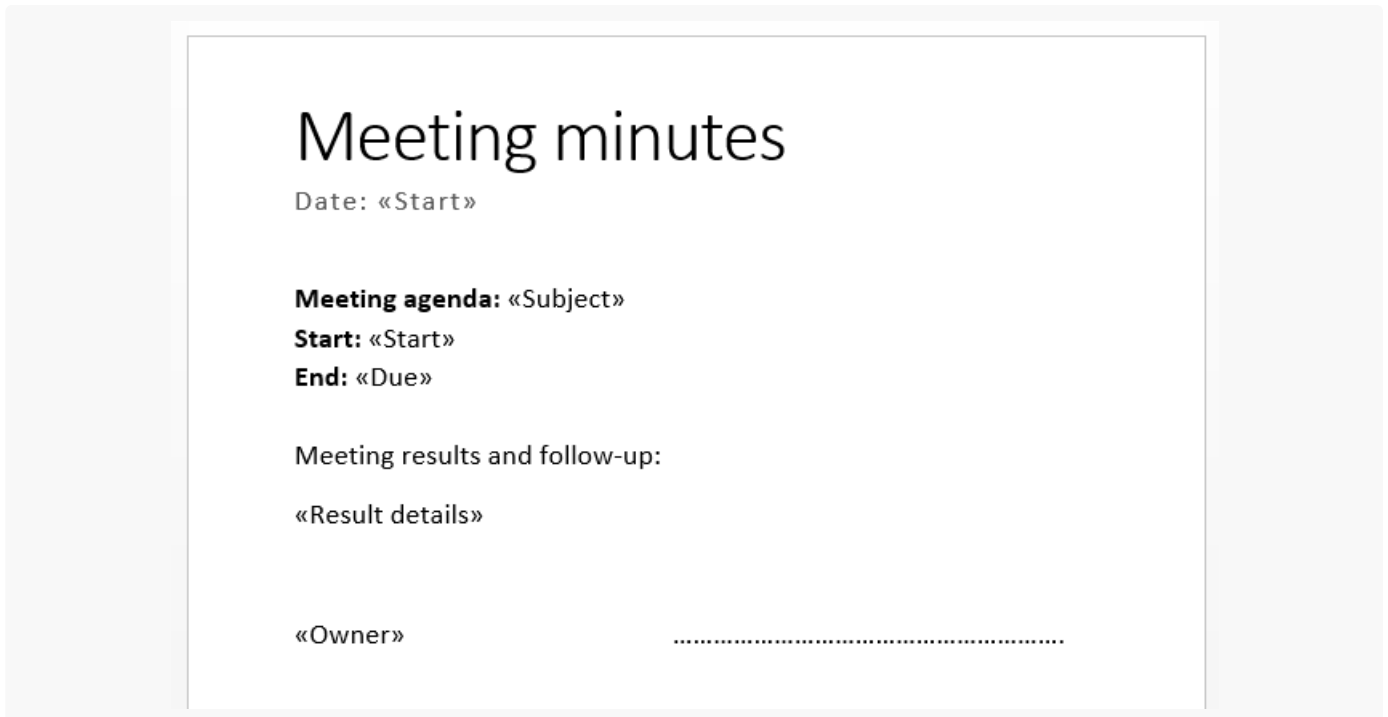 Meeting minutes
Date: «Start»
Meeting agenda: «Subject»
Start: «Start»
End: «Due»
Meeting results and follow-up:
«Result details»
«Owner» ………………………………………………….